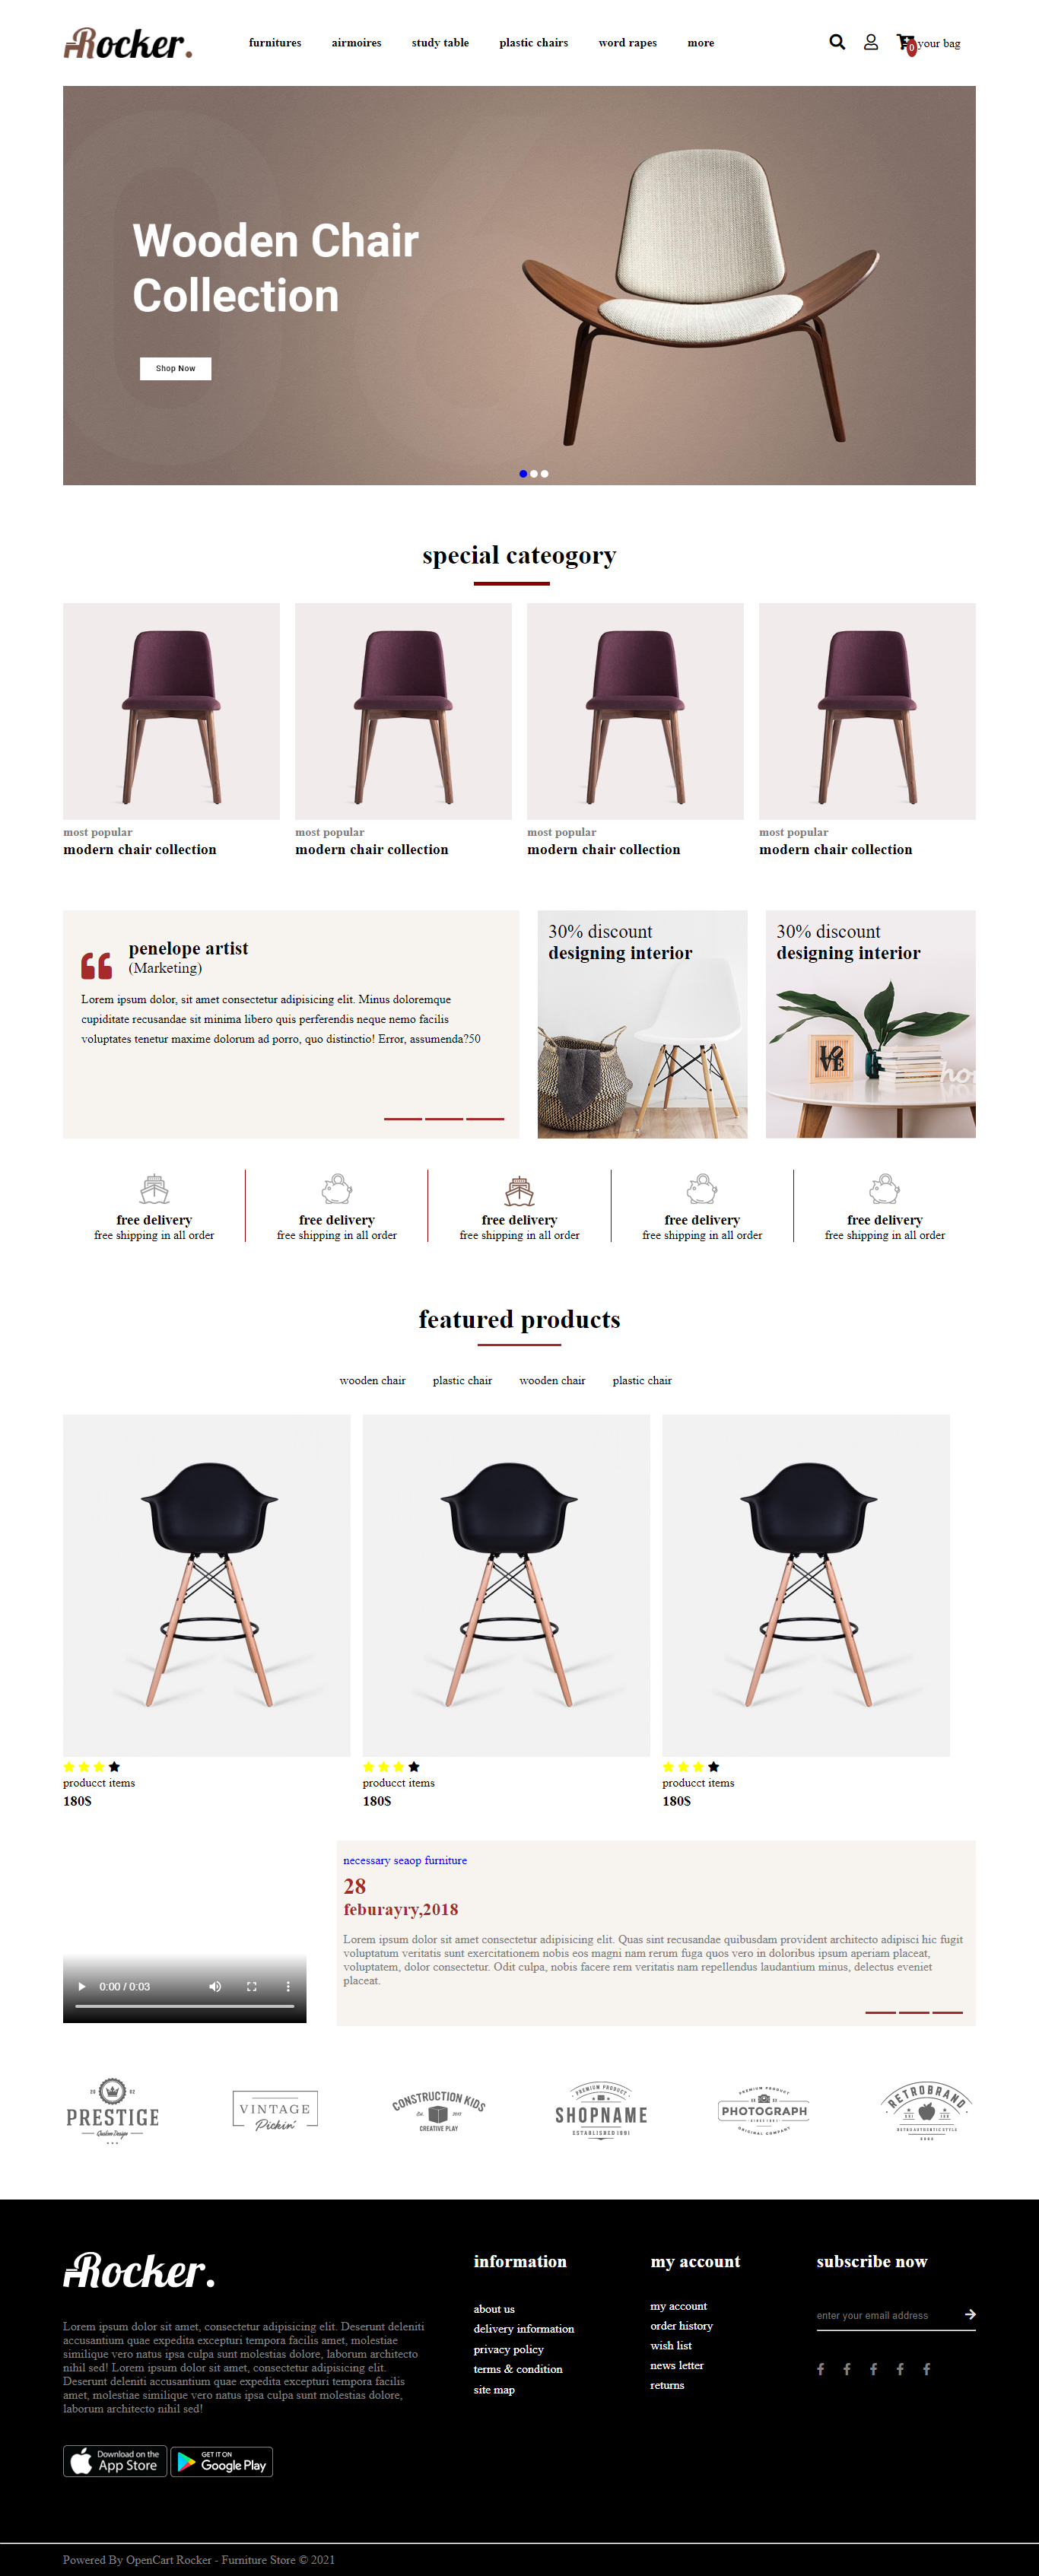 Rocker.
furnitures airmoires study table plastic chairs word rapes more
0 your bag
Wooden Chair
Collection
Shop Now
special cateogory
most popular most popular most popular most popular
modern chair collection modern chair collection modern chair collection modern chair collection
penelope artist
(Marketing)
Lorem ipsum dolor, sit amet consectetur adipisicing elit. Minus doloremque
cupiditate recusandae sit minima libero quis perferendis neque nemo facilis
voluptates tenetur maxime dolorum ad porro, quo distinctio! Error, assumenda?50
30% discount
designing interior
30% discount
designing interior
LOVE
ho
free delivery free delivery free delivery free delivery free delivery
free shipping in all order free shipping in all order free shipping in all order free shipping in all order free shipping in all order
featured products
wooden chair plastic chair wooden chair plastic chair
producct items producct items producct items
180$ 180$ 180$
0:00 / 0:03
necessary seaop furniture
28
feburayry,2018
Lorem ipsum dolor sit amet consectetur adipisicing elit. Quas sint recusandae quibusdam provident architecto adipisci hic fugit
voluptatum veritatis sunt exercitationem nobis eos magni nam rerum fuga quos vero in doloribus ipsum aperiam placeat,
voluptatem, dolor consectetur. Odit culpa, nobis facere rem veritatis nam repellendus laudantium minus, delectus eveniet
placeat.
PRESTIGE
Custom Design
VINTAGE
Pickin'
CONSTRUCTION KIDS
CREATIVE PLAY
PREMIUM PRODUCT
SHOPNAME
ESTABLISHED 1991
PREMIUM PRODUCT
PHOTOGRAPH
ORIGINAL COMPANY
RETROBRAND
RETRO AUTHENTIC STYLE
Rocker.
Lorem ipsum dolor sit amet, consectetur adipisicing elit. Deserunt deleniti
accusantium quae expedita excepturi tempora facilis amet, molestiae
similique vero natus ipsa culpa sunt molestias dolore, laborum architecto
nihil sed! Lorem ipsum dolor sit amet, consectetur adipisicing elit.
Deserunt deleniti accusantium quae expedita excepturi tempora facilis
amet, molestiae similique vero natus ipsa culpa sunt molestias dolore,
laborum architecto nihil sed!
Download on the
App Store
GET IT ON
Google Play
information
about us
delivery information
privacy policy
terms & condition
site map
my account
my account
order history
wish list
news letter
returns
subscribe now
enter your email address
Powered By OpenCart Rocker - Furniture Store © 2021